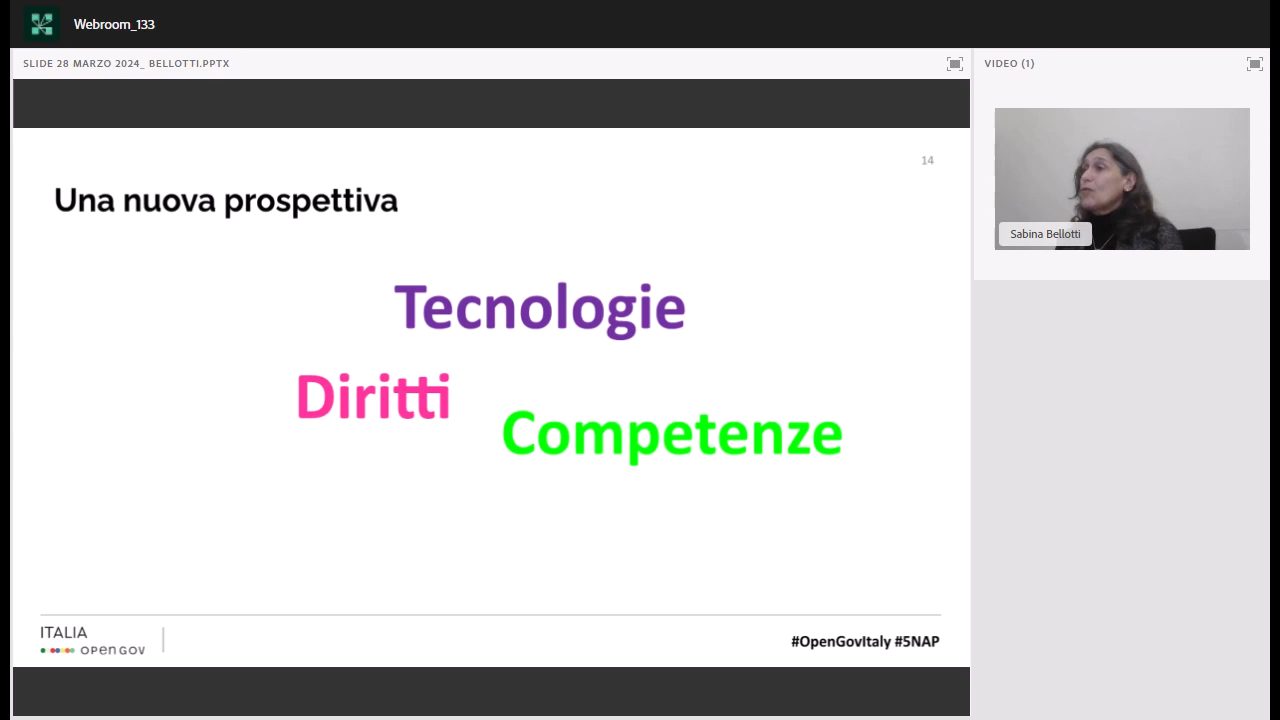 Webroom_133
SLIDE 28 MARZO 2024_ BELLOTTI.PPTX
VIDEO (1)
14
Una nuova prospettiva
Tecnologie
Diritti
Competenze
Sabina Bellotti
ITALIA
OPEN GOV
#OpenGovItaly #5NAP